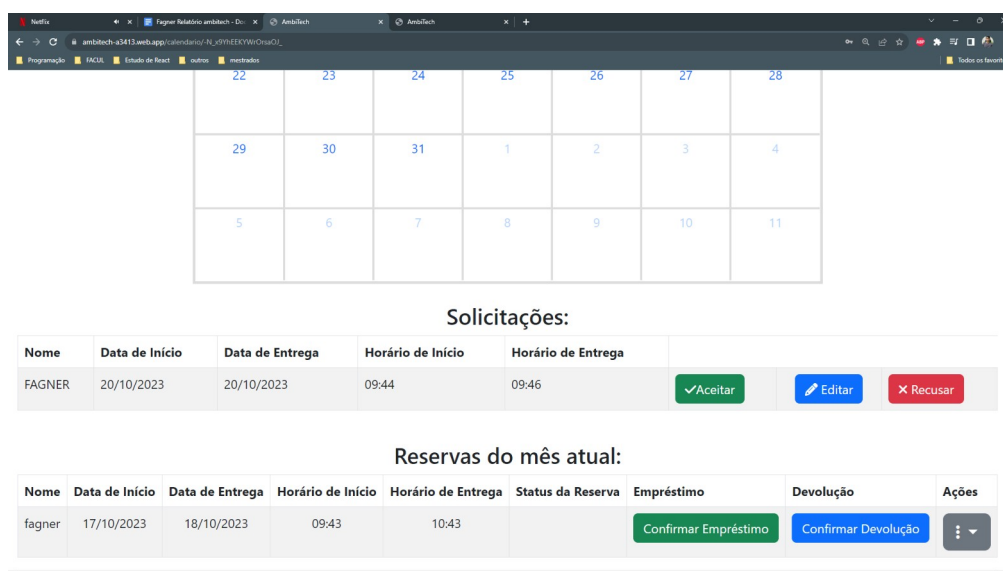 Netflix Fagner Relatório ambitech - Doc AmbiTech AmbiTech
ambitech-a3413.web.app/calendario/-N_x9YhEEKYWrOnsaOJ_
Programação FACUL Estudo de React outros mestrados Todos os favorit
22 23 24 25 26 27 28
29 30 31 1 2 3 4
5 6 7 8 9 10 11
Solicitações:
Nome Data de Início Data de Entrega Horário de Início Horário de Entrega
FAGNER 20/10/2023 20/10/2023 09:44 09:46 Aceitar Editar Recusar
Reservas do mês atual:
Nome Data de Início Data de Entrega Horário de Início Horário de Entrega Status da Reserva Empréstimo Devolução Ações
fagner 17/10/2023 18/10/2023 09:43 10:43 Confirmar Empréstimo Confirmar Devolução